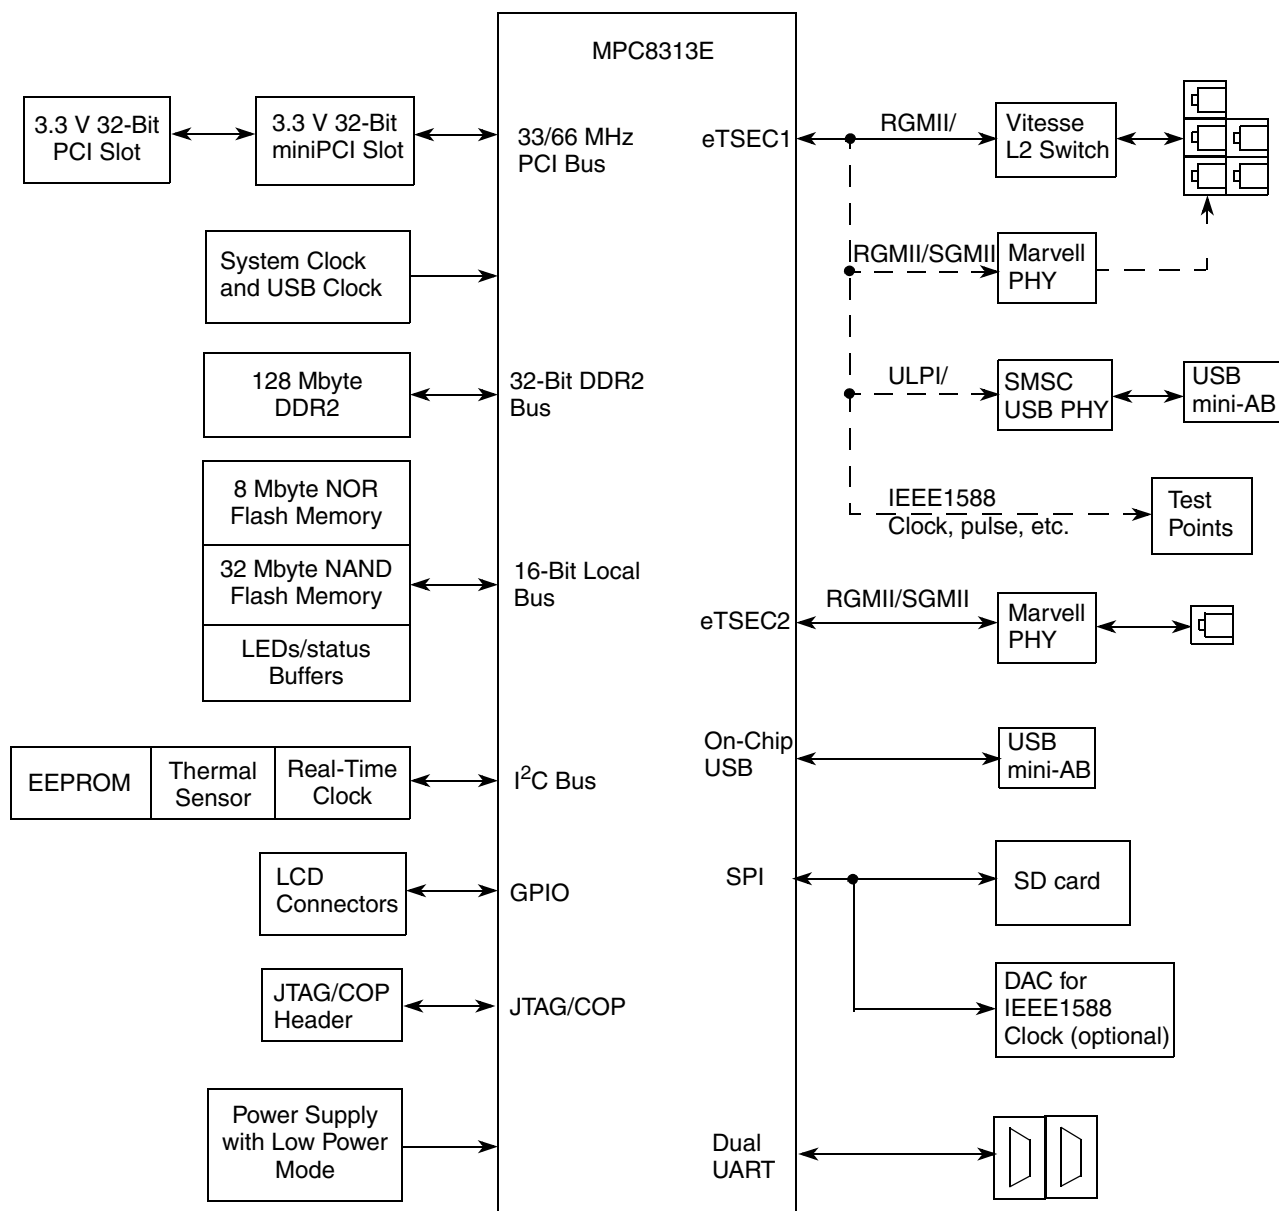 MPC8313E
3.3 V 32-Bit
PCI Slot
3.3 V 32-Bit
miniPCI Slot
33/66 MHz
PCI Bus
System Clock
and USB Clock
128 Mbyte
DDR2
32-Bit DDR2
Bus
8 Mbyte NOR
Flash Memory
32 Mbyte NAND
Flash Memory
LEDs/status
Buffers
16-Bit Local
Bus
EEPROM
Thermal
Sensor
Real-Time
Clock
I²C Bus
LCD
Connectors
GPIO
JTAG/COP
Header
JTAG/COP
Power Supply
with Low Power
Mode
eTSEC1
RGMII/
Vitesse
L2 Switch
RGMII/SGMII
Marvell
PHY
ULPI/
SMSC
USB PHY
USB
mini-AB
IEEE1588
Clock, pulse, etc.
Test
Points
eTSEC2
RGMII/SGMII
Marvell
PHY
On-Chip
USB
USB
mini-AB
SPI
SD card
DAC for
IEEE1588
Clock (optional)
Dual
UART